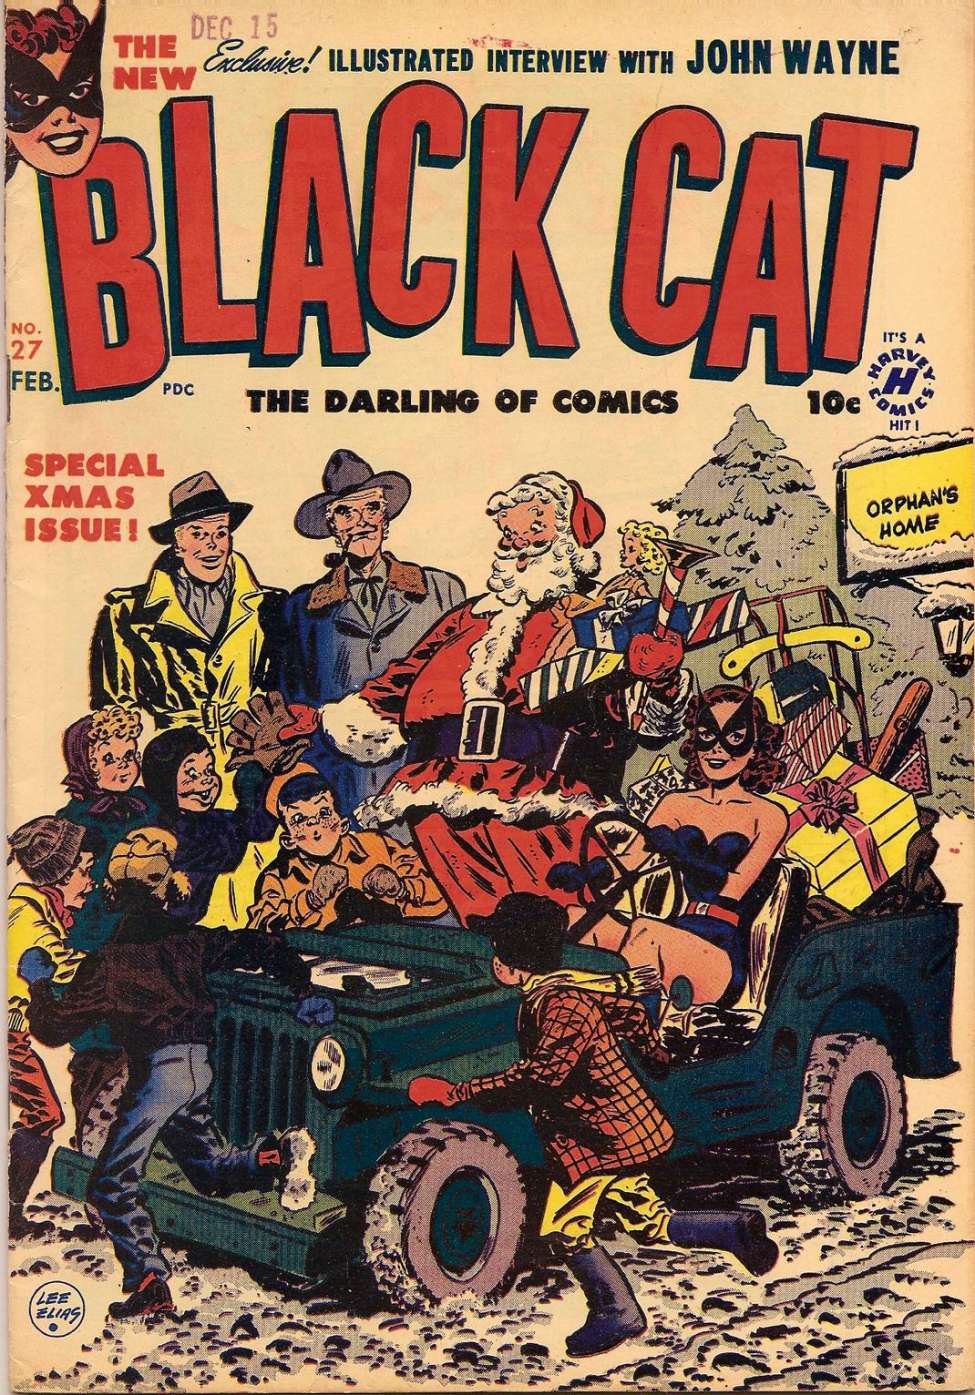 DEC 15
THE NEW
Exclusive! ILLUSTRATED INTERVIEW WITH JOHN WAYNE
BLACK CAT
NO. 27
FEB.
PDC
THE DARLING OF COMICS
10c
IT'S A
HARVEY
H
COMICS
HIT!
SPECIAL
XMAS
ISSUE!
ORPHAN'S
HOME
LEE
ELIAS